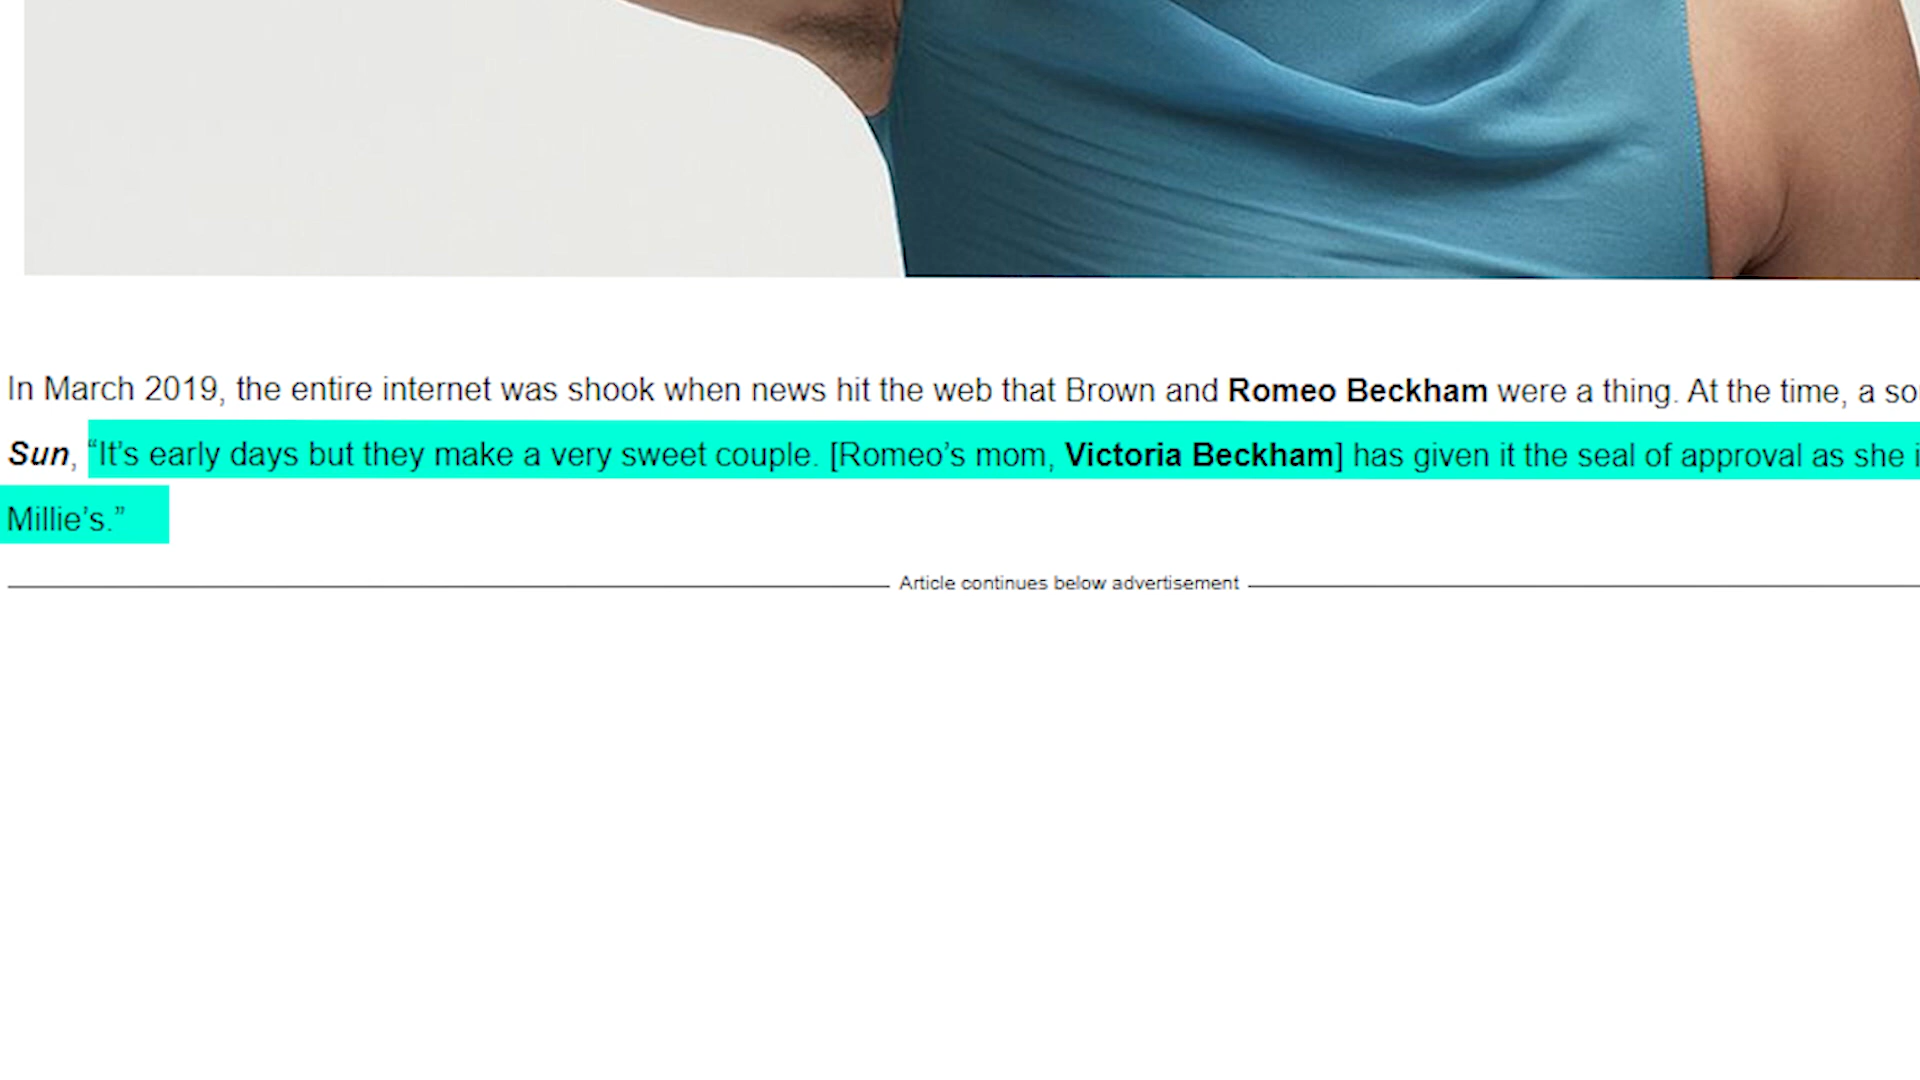 In March 2019, the entire internet was shook when news hit the web that Brown and Romeo Beckham were a thing. At the time, a
Sun, “It’s early days but they make a very sweet couple. [Romeo’s mom, Victoria Beckham] has given it the seal of approval as she
Millie’s.”
Article continues below advertisement